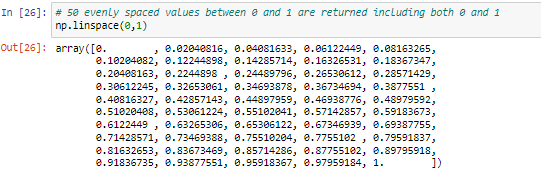 In [26]: # 50 evenly spaced values between 0 and 1 are returned including both 0 and 1
np.linspace(0,1)
Out[26]: array([0.        , 0.02040816, 0.04081633, 0.06122449, 0.08163265,
0.10204082, 0.12244898, 0.14285714, 0.16326531, 0.18367347,
0.20408163, 0.2244898 , 0.24489796, 0.26530612, 0.28571429,
0.30612245, 0.32653061, 0.34693878, 0.36734694, 0.3877551 ,
0.40816327, 0.42857143, 0.44897959, 0.46938776, 0.48979592,
0.51020408, 0.53061224, 0.55102041, 0.57142857, 0.59183673,
0.6122449 , 0.63265306, 0.65306122, 0.67346939, 0.69387755,
0.71428571, 0.73469388, 0.75510204, 0.7755102 , 0.79591837,
0.81632653, 0.83673469, 0.85714286, 0.87755102, 0.89795918,
0.91836735, 0.93877551, 0.95918367, 0.97959184, 1.        ])